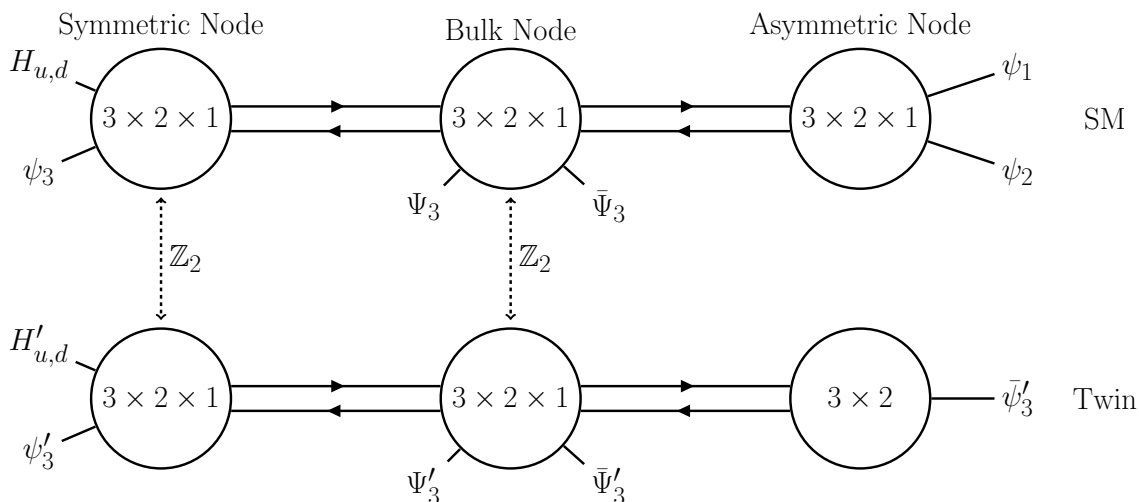 Symmetric Node
Bulk Node
Asymmetric Node
H_{u,d}
3 × 2 × 1
3 × 2 × 1
3 × 2 × 1
ψ_1
SM
ψ_3
Ψ_3
Ψ̄_3
ψ_2
ℤ_2
ℤ_2
H′_{u,d}
3 × 2 × 1
3 × 2 × 1
3 × 2
ψ̄′_3
Twin
ψ′_3
Ψ′_3
Ψ̄′_3